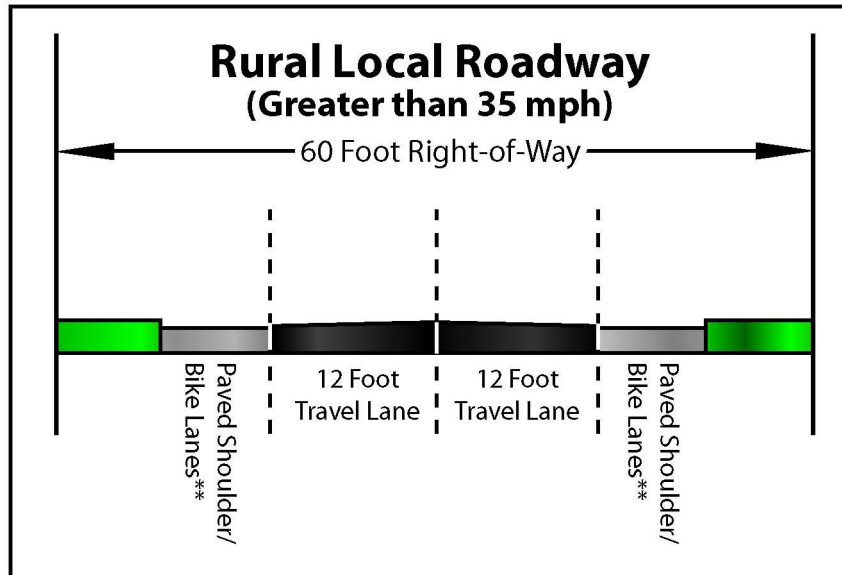 Rural Local Roadway
(Greater than 35 mph)
60 Foot Right-of-Way
Paved Shoulder/
Bike Lanes**
12 Foot
Travel Lane
12 Foot
Travel Lane
Paved Shoulder/
Bike Lanes**